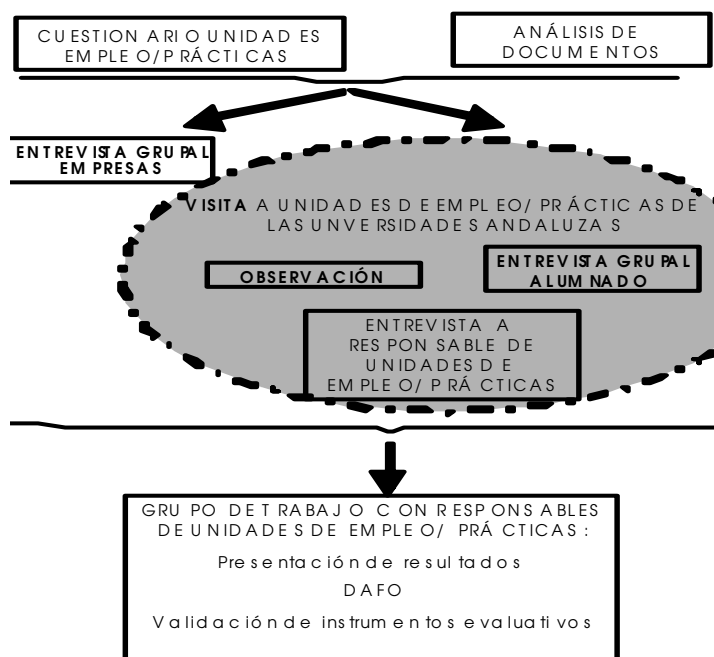 CUESTIONARIO UNIDADES
EMPLEO/PRÁCTICAS
ANÁLISIS DE
DOCUMENTOS
ENTREVISTA GRUPAL
EMPRESAS
VISITA A UNIDADES DE EMPLEO/ PRÁCTICAS DE
LAS UNVERSIDADES ANDALUZAS
OBSERVACIÓN
ENTREVISTA GRUPAL
ALUMNADO
ENTREVISTA A
RESPONSABLE DE
UNIDADES DE
EMPLEO/ PRÁCTICAS
GRUPO DE TRABAJO CON RESPONSABLES
DE UNIDADES DE EMPLEO/ PRÁCTICAS :
Presentación de resultados
DAFO
Validación de instrumentos evaluativos